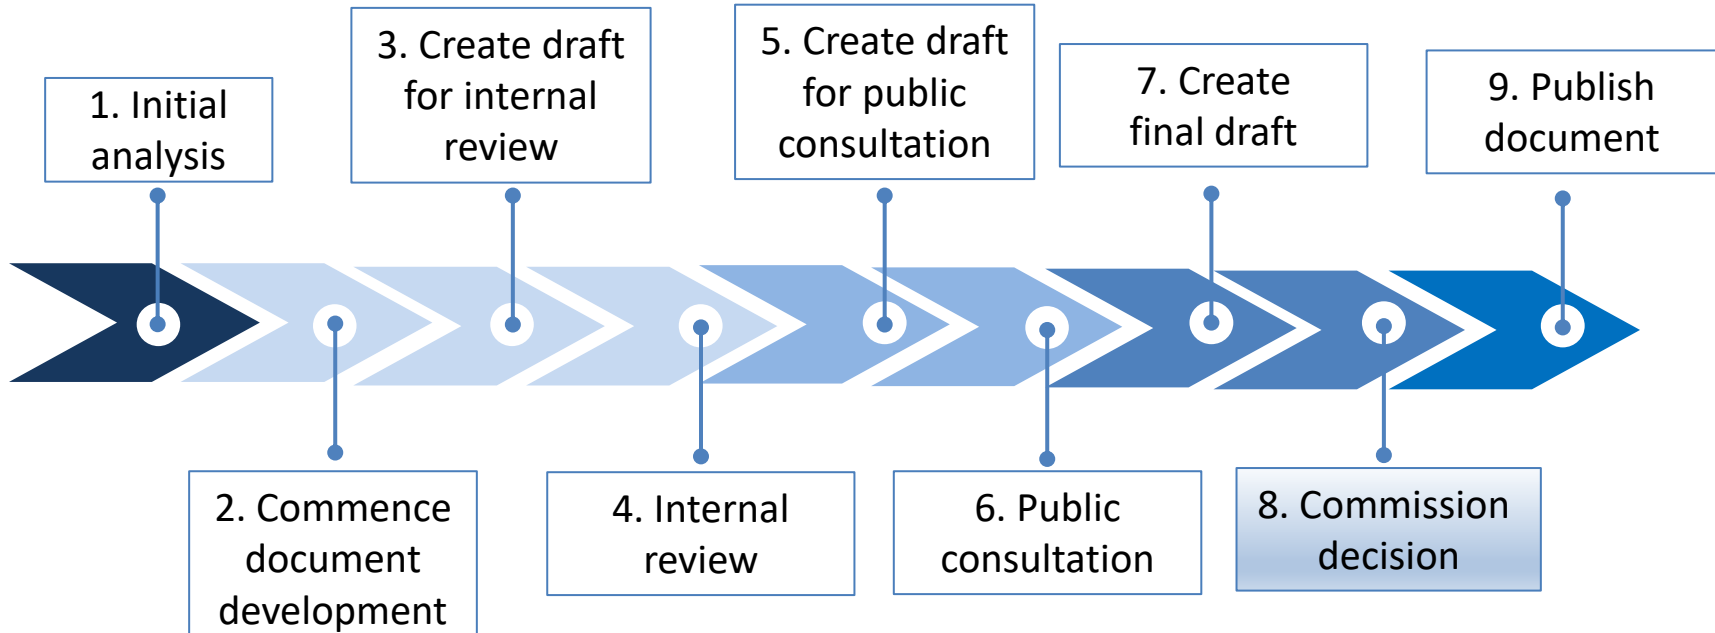 1. Initial
analysis
2. Commence
document
development
3. Create draft
for internal
review
4. Internal
review
5. Create draft
for public
consultation
6. Public
consultation
7. Create
final draft
8. Commission
decision
9. Publish
document